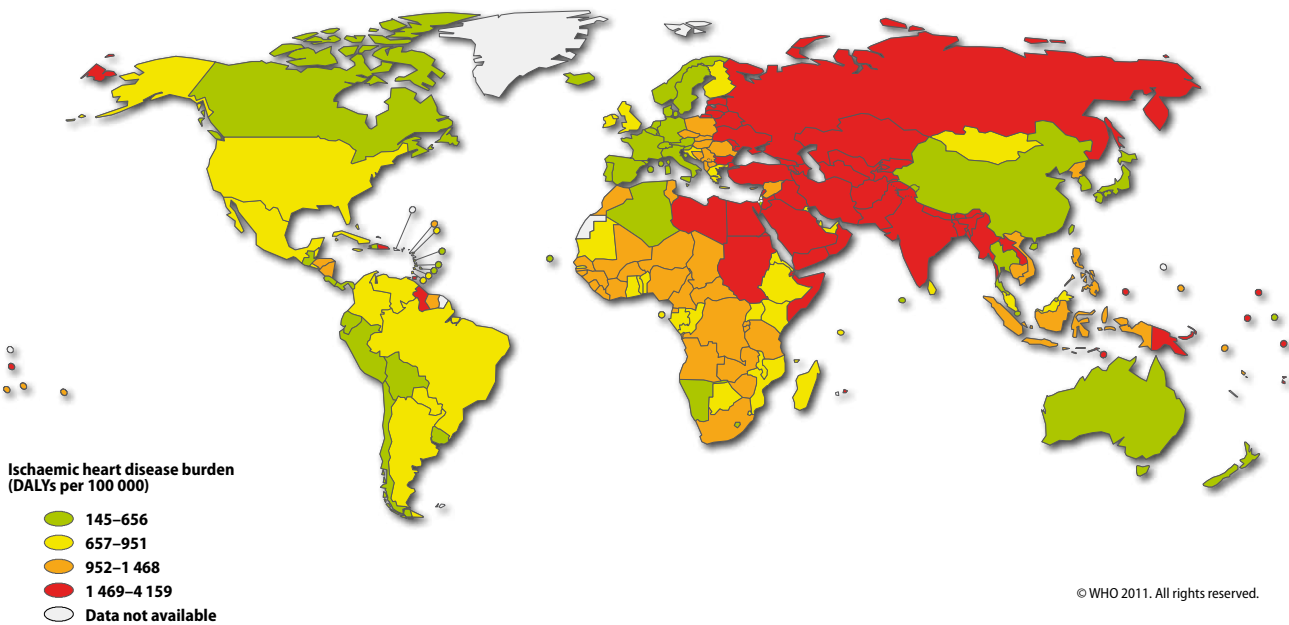 Ischaemic heart disease burden
(DALYs per 100 000)
145–656
657–951
952–1 468
1 469–4 159
Data not available
© WHO 2011. All rights reserved.